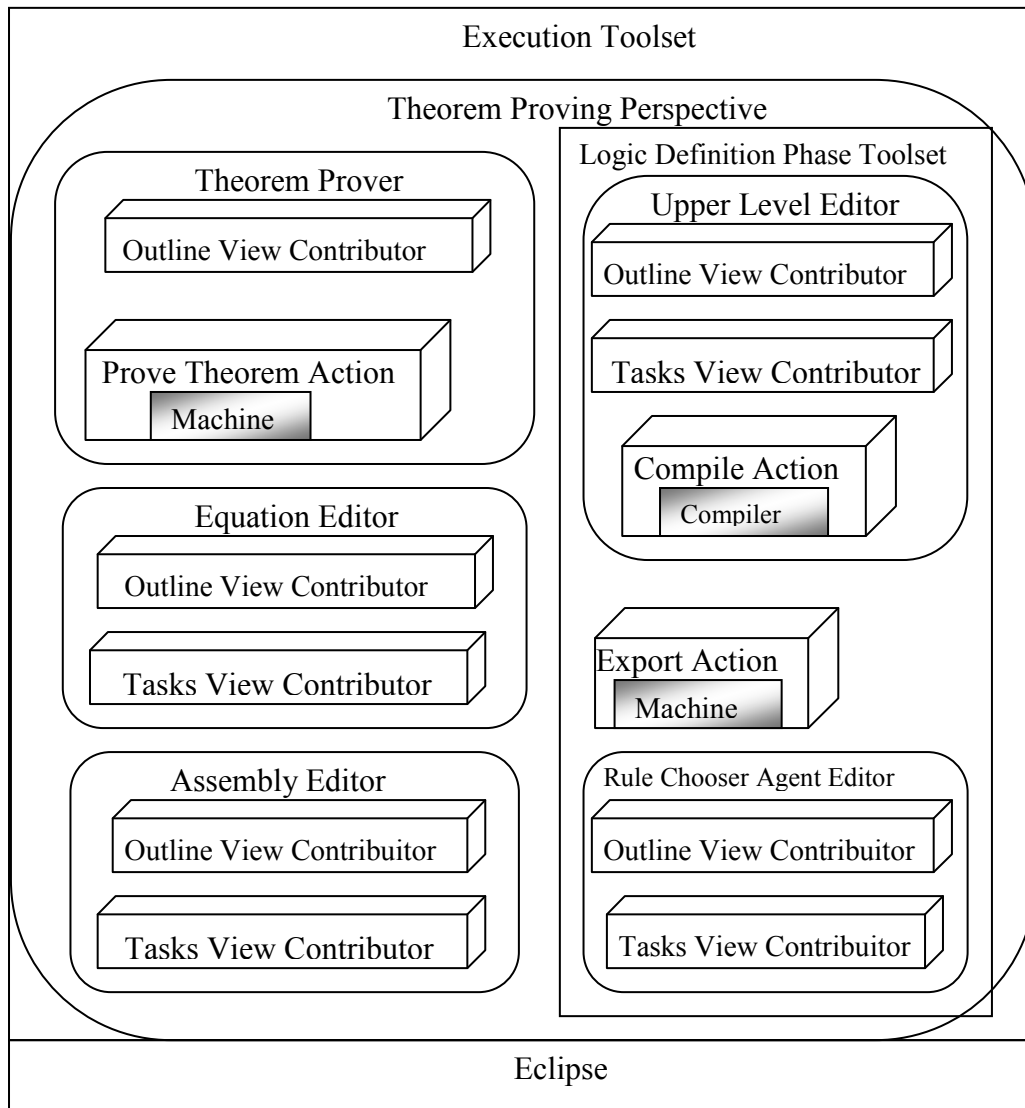 Execution Toolset
Theorem Proving Perspective
Theorem Prover
Outline View Contributor
Prove Theorem Action
Machine
Equation Editor
Outline View Contributor
Tasks View Contributor
Assembly Editor
Outline View Contribuitor
Tasks View Contributor
Logic Definition Phase Toolset
Upper Level Editor
Outline View Contributor
Tasks View Contributor
Compile Action
Compiler
Export Action
Machine
Rule Chooser Agent Editor
Outline View Contribuitor
Tasks View Contribuitor
Eclipse